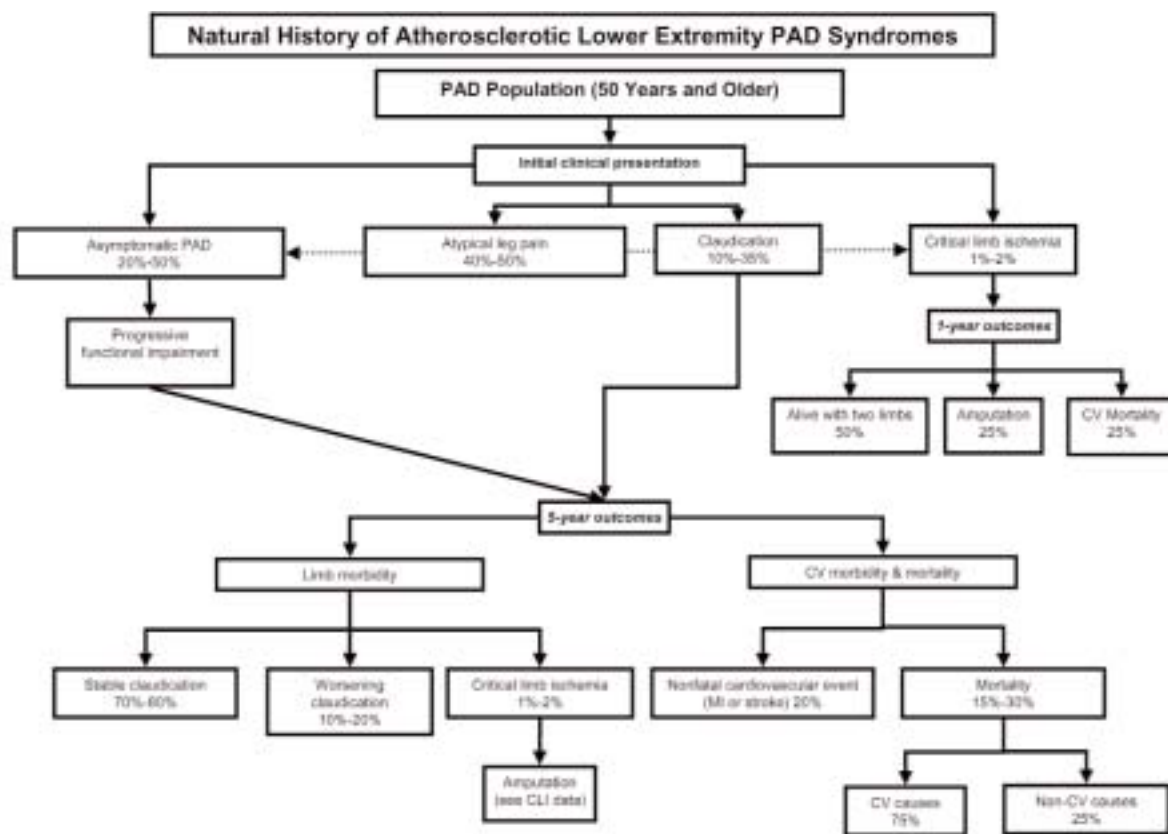 Natural History of Atherosclerotic Lower Extremity PAD Syndromes
PAD Population (50 Years and Older)
Initial clinical presentation
Asymptomatic PAD
20%-50%
Atypical leg pain
40%-50%
Claudication
10%-35%
Critical limb ischemia
1%-2%
Progressive
functional impairment
1-year outcomes
Alive with two limbs
50%
Amputation
25%
CV Mortality
25%
5-year outcomes
Limb morbidity
CV morbidity & mortality
Stable claudication
70%-80%
Worsening
claudication
10%-20%
Critical limb ischemia
1%-2%
Nonfatal cardiovascular event
(MI or stroke) 20%
Mortality
15%-30%
Amputation
(see CLI data)
CV causes
75%
Non-CV causes
25%